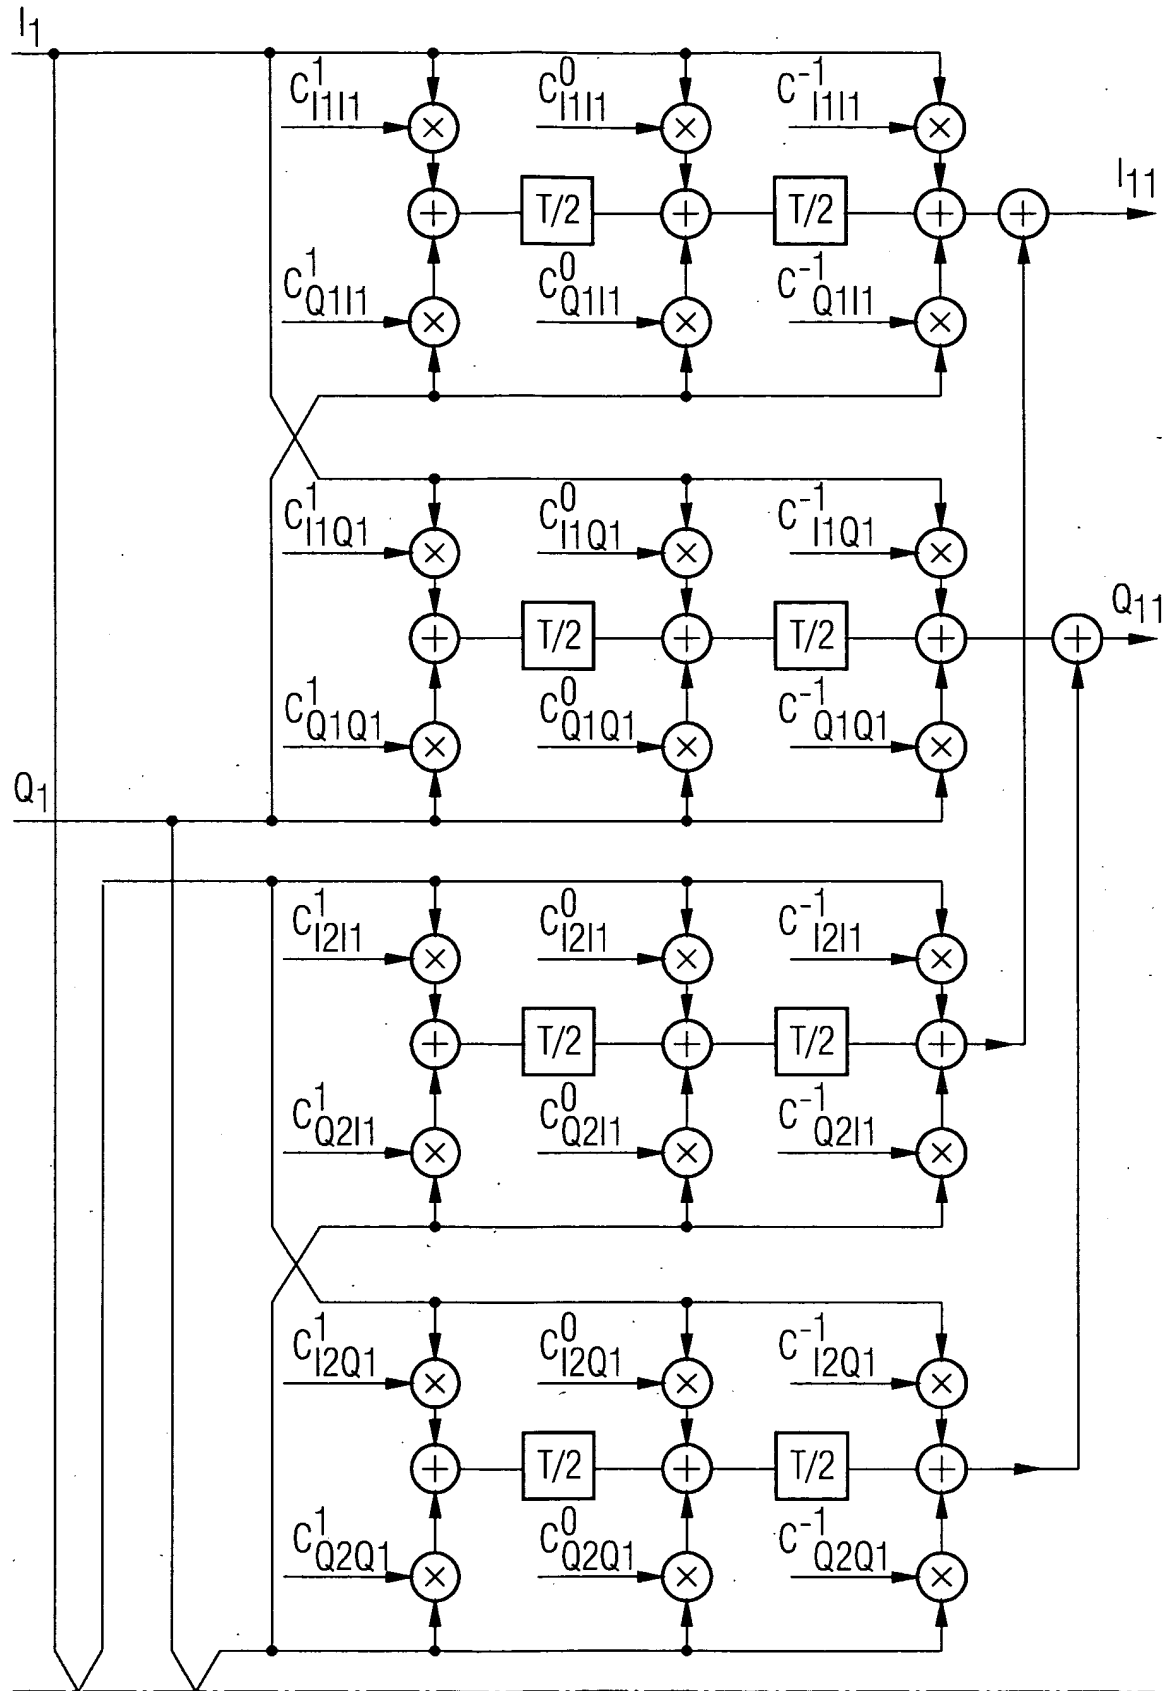 I₁
C¹I1I1 C⁰I1I1 C⁻¹I1I1
I₁₁
T/2 T/2
C¹Q1I1 C⁰Q1I1 C⁻¹Q1I1
C¹I1Q1 C⁰I1Q1 C⁻¹I1Q1
Q₁₁
T/2 T/2
C¹Q1Q1 C⁰Q1Q1 C⁻¹Q1Q1
Q₁
C¹I2I1 C⁰I2I1 C⁻¹I2I1
T/2 T/2
C¹Q2I1 C⁰Q2I1 C⁻¹Q2I1
C¹I2Q1 C⁰I2Q1 C⁻¹I2Q1
T/2 T/2
C¹Q2Q1 C⁰Q2Q1 C⁻¹Q2Q1